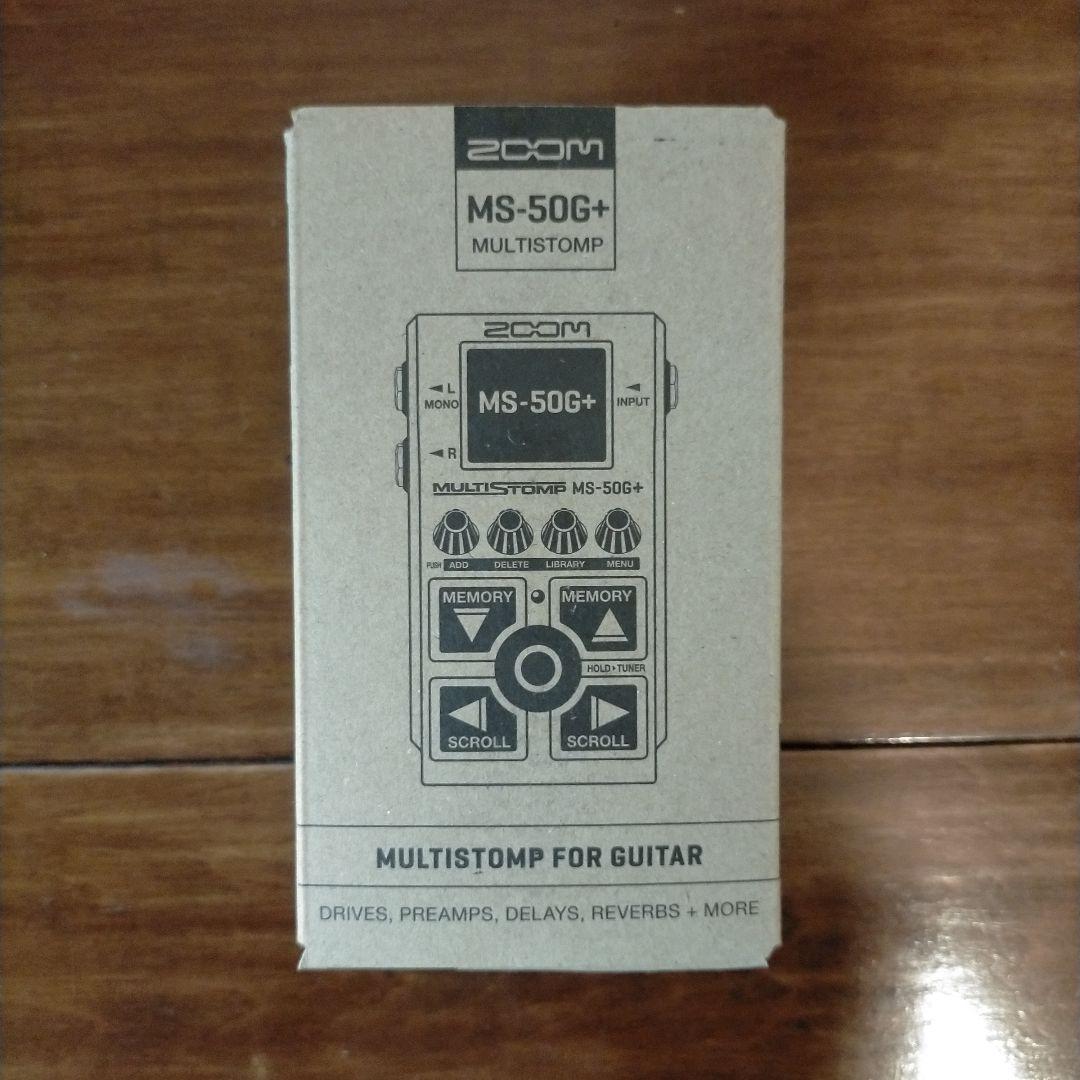 ZOOM
MS-50G+
MULTISTOMP
ZOOM
MS-50G+
◄ L
MONO
◄
INPUT
◄ R
MULTISTOMP MS-50G+
PUSH ADD DELETE LIBRARY MENU
MEMORY MEMORY
HOLD▸TUNER
SCROLL SCROLL
MULTISTOMP FOR GUITAR
DRIVES, PREAMPS, DELAYS, REVERBS + MORE